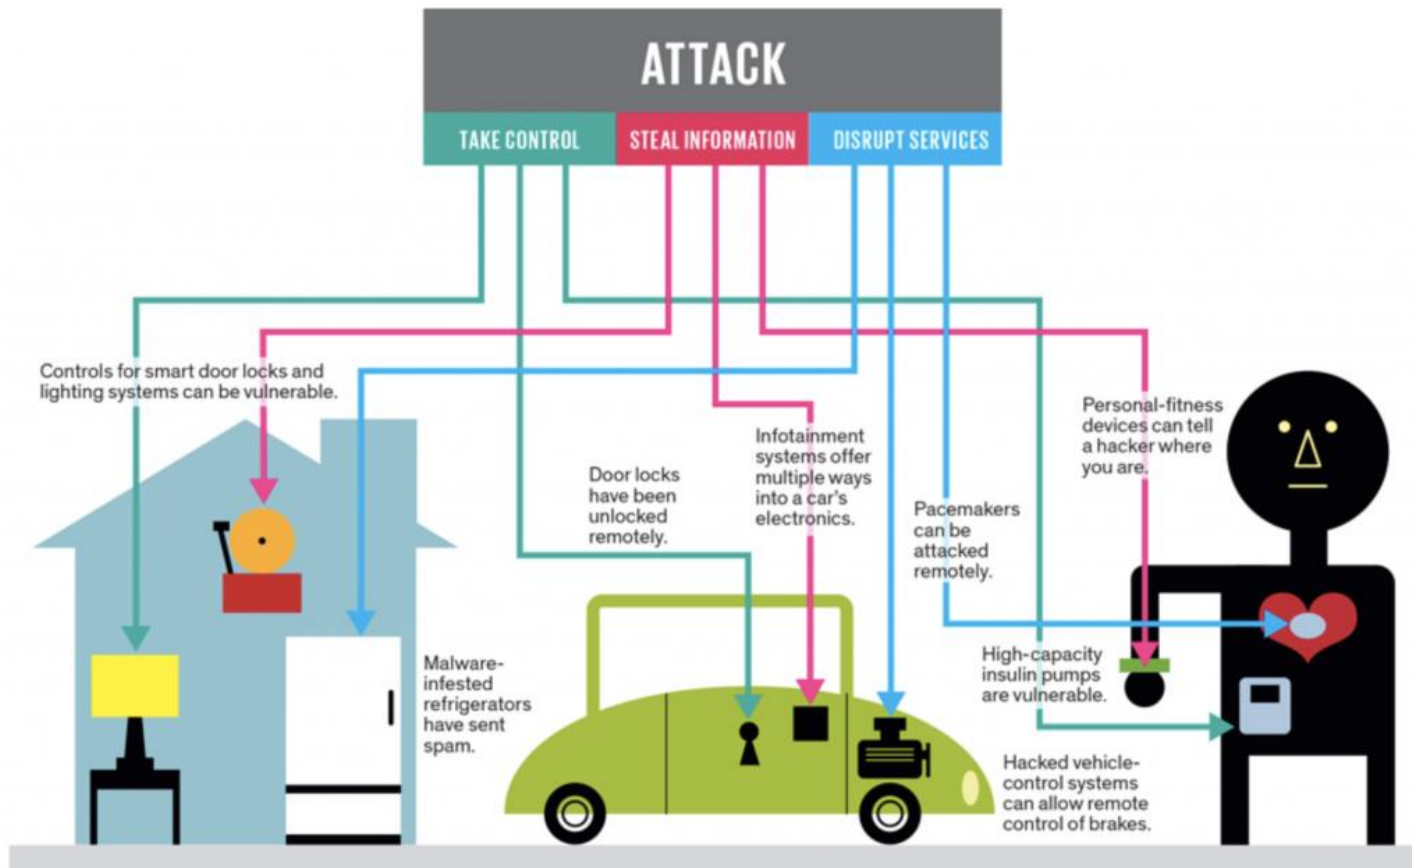 ATTACK
TAKE CONTROL
STEAL INFORMATION
DISRUPT SERVICES
Controls for smart door locks and
lighting systems can be vulnerable.
Malware-
infested
refrigerators
have sent
spam.
Door locks
have been
unlocked
remotely.
Infotainment
systems offer
multiple ways
into a car's
electronics.
Pacemakers
can be
attacked
remotely.
Personal-fitness
devices can tell
a hacker where
you are.
High-capacity
insulin pumps
are vulnerable.
Hacked vehicle-
control systems
can allow remote
control of brakes.